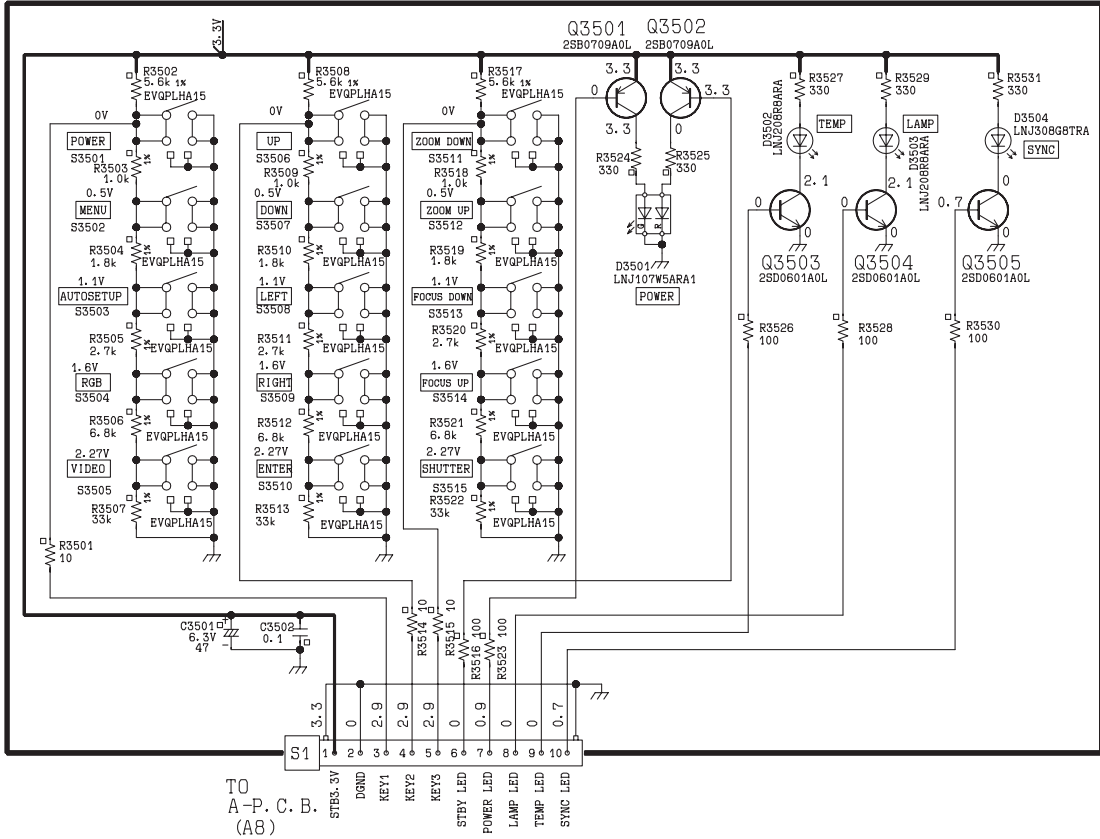 3.3V
Q3501
2SB0709A0L
Q3502
2SB0709A0L
R3502
5.6k 1%
EVQPLHA15
0V
POWER
S3501
R3503
1.0k
1%
0.5V
MENU
S3502
R3504
1.8k
EVQPLHA15
1.1V
AUTOSETUP
S3503
R3505
2.7k
1%
EVQPLHA15
1.6V
RGB
S3504
R3506
6.8k
1%
EVQPLHA15
2.27V
VIDEO
S3505
R3507
33k
1%
EVQPLHA15
R3501
10
R3508
5.6k 1%
EVQPLHA15
0V
UP
S3506
R3509
1.0k
1%
0.5V
DOWN
S3507
R3510
1.8k
EVQPLHA15
1.1V
LEFT
S3508
R3511
2.7k
1%
EVQPLHA15
1.6V
RIGHT
S3509
R3512
6.8k
1%
EVQPLHA15
2.27V
ENTER
S3510
R3513
33k
1%
EVQPLHA15
R3517
5.6k 1%
EVQPLHA15
0V
ZOOM DOWN
S3511
R3518
1.0k
1%
0.5V
ZOOM UP
S3512
R3519
1.8k
EVQPLHA15
1.1V
FOCUS DOWN
S3513
R3520
2.7k
1%
EVQPLHA15
1.6V
FOCUS UP
S3514
R3521
6.8k
1%
EVQPLHA15
2.27V
SHUTTER
S3515
R3522
33k
1%
EVQPLHA15
3.3
0
3.3
3.3
3.3
0
R3524
330
R3525
330
G
R
D3501
LNJ107W5ARA1
POWER
R3527
330
D3502
LNJ208R8ARA
TEMP
2.1
0
0
Q3503
2SD0601A0L
R3526
100
R3529
330
D3503
LNJ208R8ARA
LAMP
2.1
0
0
Q3504
2SD0601A0L
R3528
100
R3531
330
D3504
LNJ308G8TRA
SYNC
0
0.7
0
Q3505
2SD0601A0L
R3530
100
C3501
+
6.3V
47
-
C3502
0.1
R3514 10
R3515 10
R3516 100
R3523 100
3.3
0
2.9
2.9
2.9
0
0.9
0
0
0.7
S1
1 2 3 4 5 6 7 8 9 10
STB3.3V
DGND
KEY1
KEY2
KEY3
STBY LED
POWER LED
LAMP LED
TEMP LED
SYNC LED
TO
A-P.C.B.
(A8)